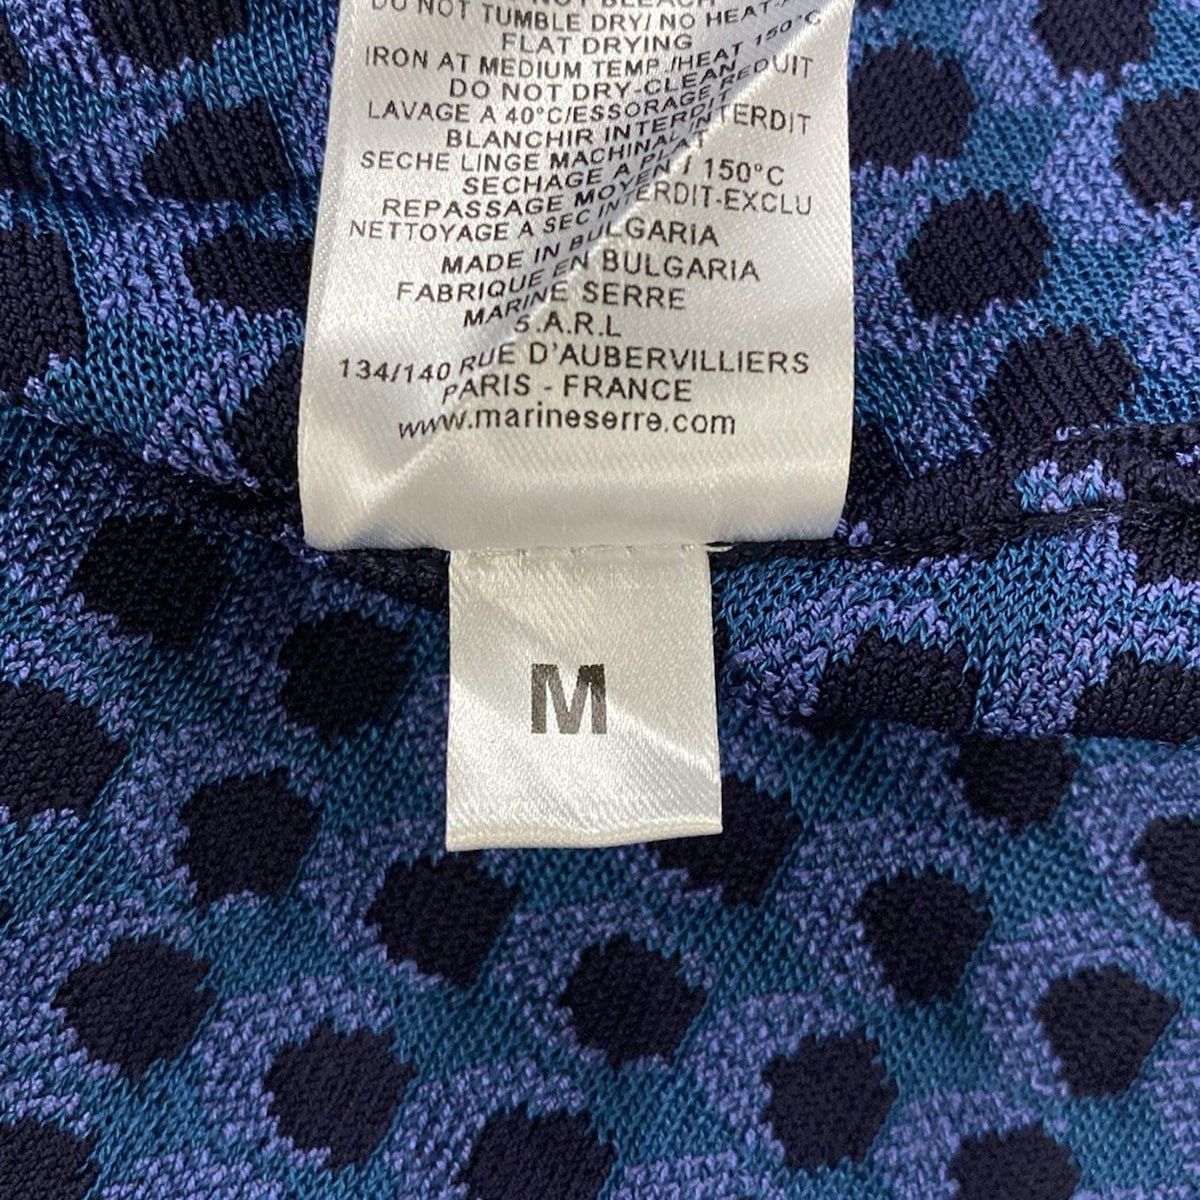 NOT BLEACH
DO NOT TUMBLE DRY/ NO HEAT-A
FLAT DRYING
IRON AT MEDIUM TEMP./HEAT 150°C
DO NOT DRY-CLEAN
LAVAGE A 40°C/ESSORAGE REDUIT
BLANCHIR INTERDIT
SECHE LINGE MACHINAL INTERDIT
SECHAGE A PLAT
REPASSAGE MOYEN / 150°C
NETTOYAGE A SEC INTERDIT-EXCLU
MADE IN BULGARIA
FABRIQUE EN BULGARIA
MARINE SERRE
S.A.R.L
134/140 RUE D'AUBERVILLIERS
PARIS - FRANCE
www.marineserre.com
M